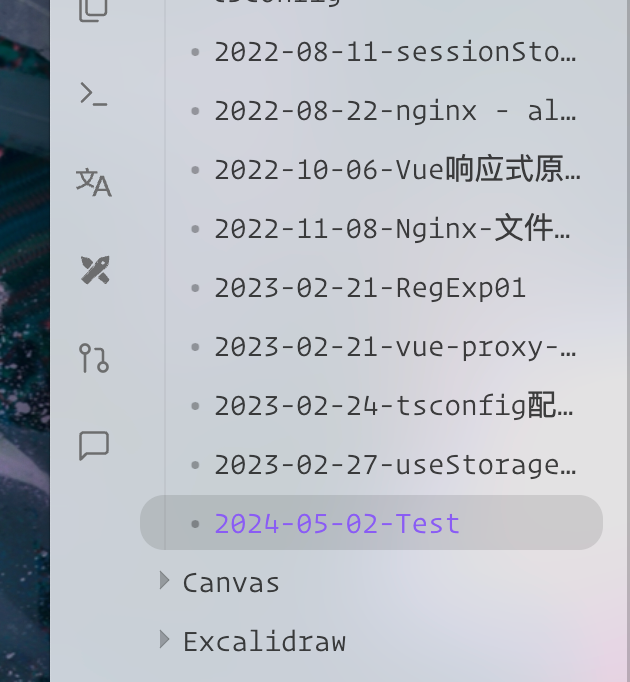 tsconfig
2022-08-11-sessionSto…
2022-08-22-nginx - al…
2022-10-06-Vue响应式原…
2022-11-08-Nginx-文件…
2023-02-21-RegExp01
2023-02-21-vue-proxy-…
2023-02-24-tsconfig配…
2023-02-27-useStorage…
2024-05-02-Test
Canvas
Excalidraw